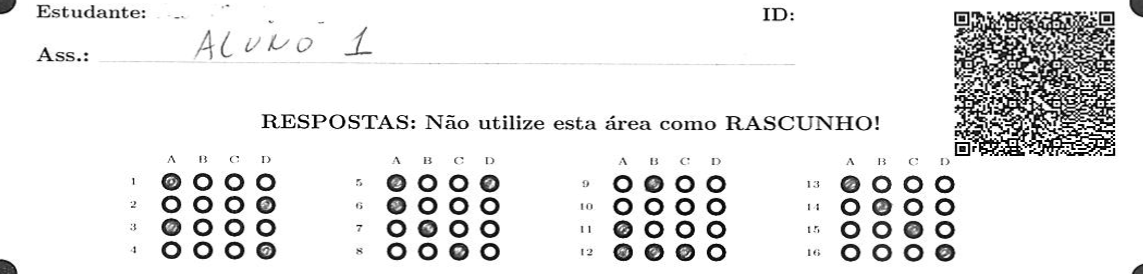 Estudante:
ID:
Ass.: ALUNO 1
RESPOSTAS: Não utilize esta área como RASCUNHO!
A B C D A B C D A B C D A B C D
1 5 9 13
2 6 10 14
3 7 11 15
4 8 12 16